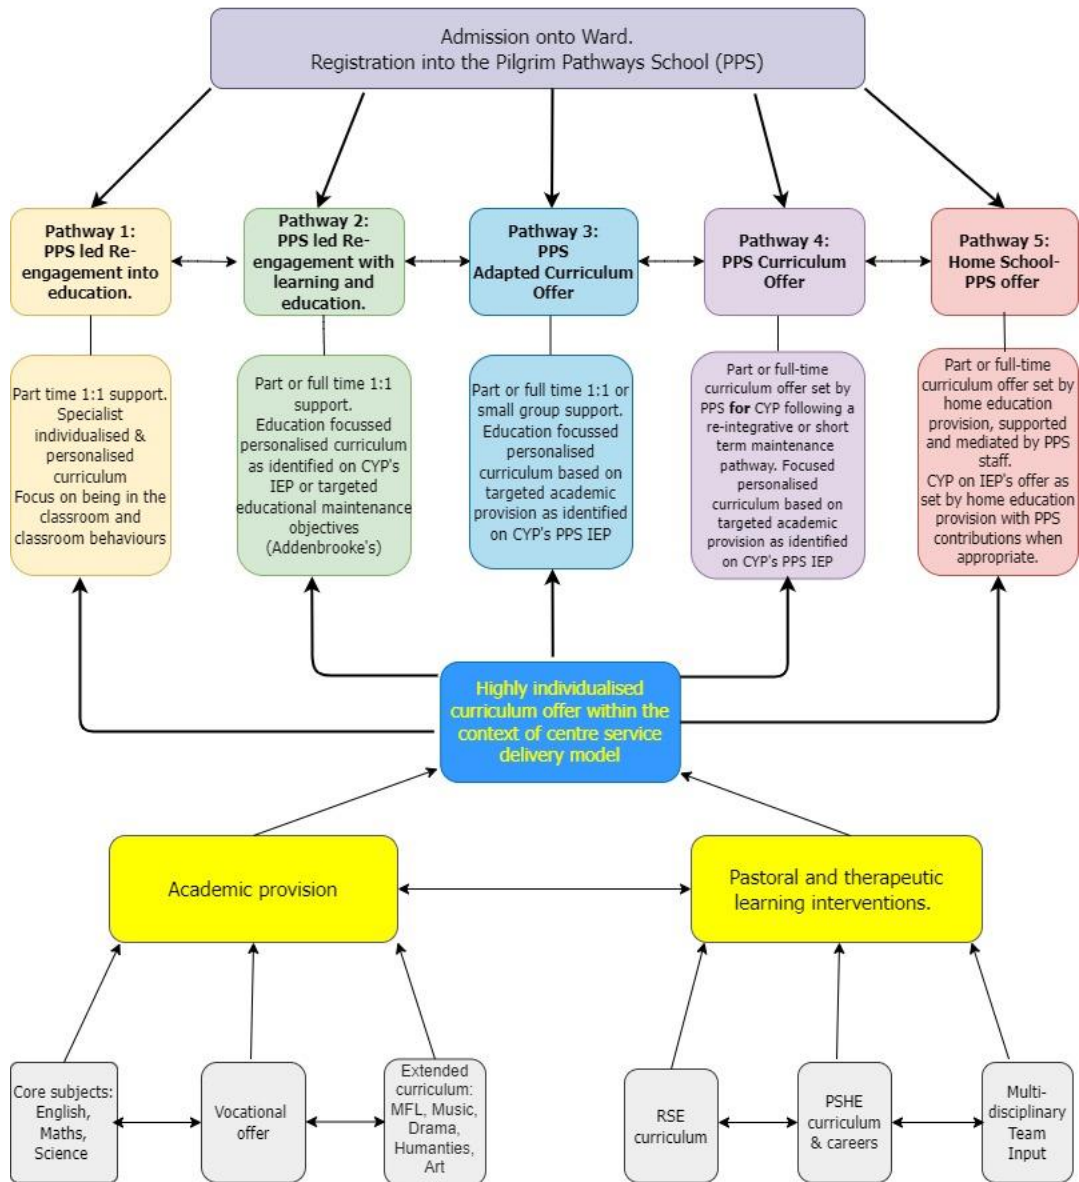 Admission onto Ward.
Registration into the Pilgrim Pathways School (PPS)
Pathway 1:
PPS led Re-
engagement into
education.
Pathway 2:
PPS led Re-
engagement with
learning and
education.
Pathway 3:
PPS
Adapted Curriculum
Offer
Pathway 4:
PPS Curriculum
Offer
Pathway 5:
Home School-
PPS offer
Part time 1:1 support.
Specialist
individualised &
personalised
curriculum
Focus on being in the
classroom and
classroom behaviours
Part or full time 1:1
support.
Education focussed
personalised curriculum
as identified on CYP's
IEP or targeted
educational maintenance
objectives
(Addenbrooke's)
Part or full time 1:1 or
small group support.
Education focussed
personalised
curriculum based on
targeted academic
provision as identified
on CYP's PPS IEP
Part or full-time
curriculum offer set by
PPS for CYP following a
re-integrative or short
term maintenance
pathway. Focused
personalised
curriculum based on
targeted academic
provision as identified
on CYP's PPS IEP
Part or full-time
curriculum offer set by
home education
provision, supported
and mediated by PPS
staff.
CYP on IEP's offer as
set by home education
provision with PPS
contributions when
appropriate.
Highly individualised
curriculum offer within the
context of centre service
delivery model
Academic provision
Pastoral and therapeutic
learning interventions.
Core subjects:
English,
Maths,
Science
Vocational
offer
Extended
curriculum:
MFL, Music,
Drama,
Humanties,
Art
RSE
curriculum
PSHE
curriculum
& careers
Multi-
disciplinary
Team
Input